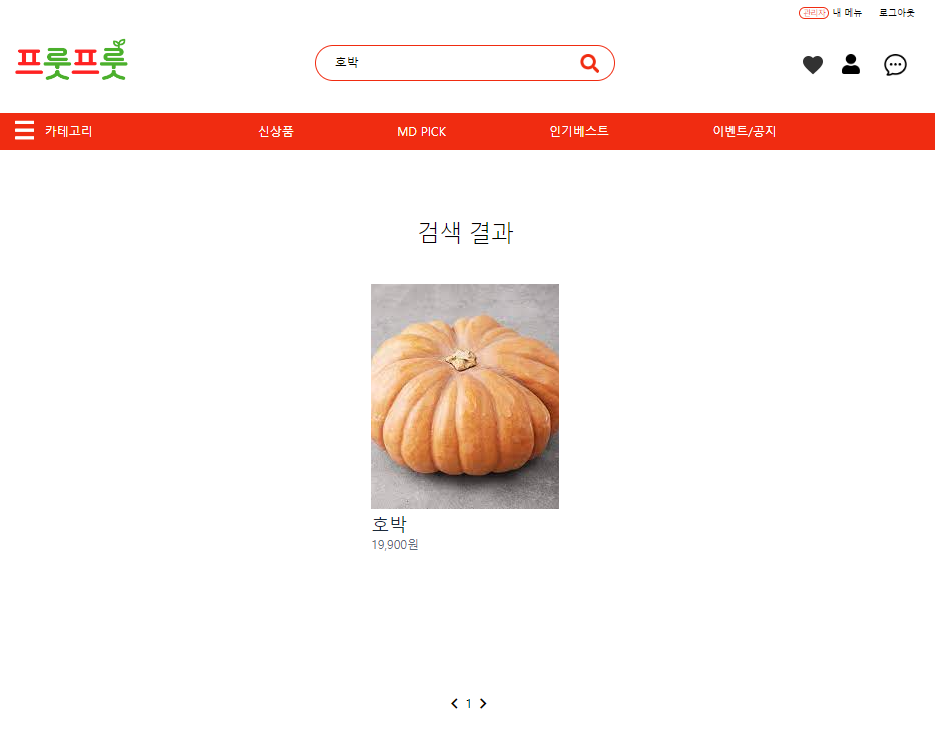 관리자 내 메뉴 로그아웃
프룻프룻
호박
카테고리 신상품 MD PICK 인기베스트 이벤트/공지
검색 결과
호박
19,900원
1